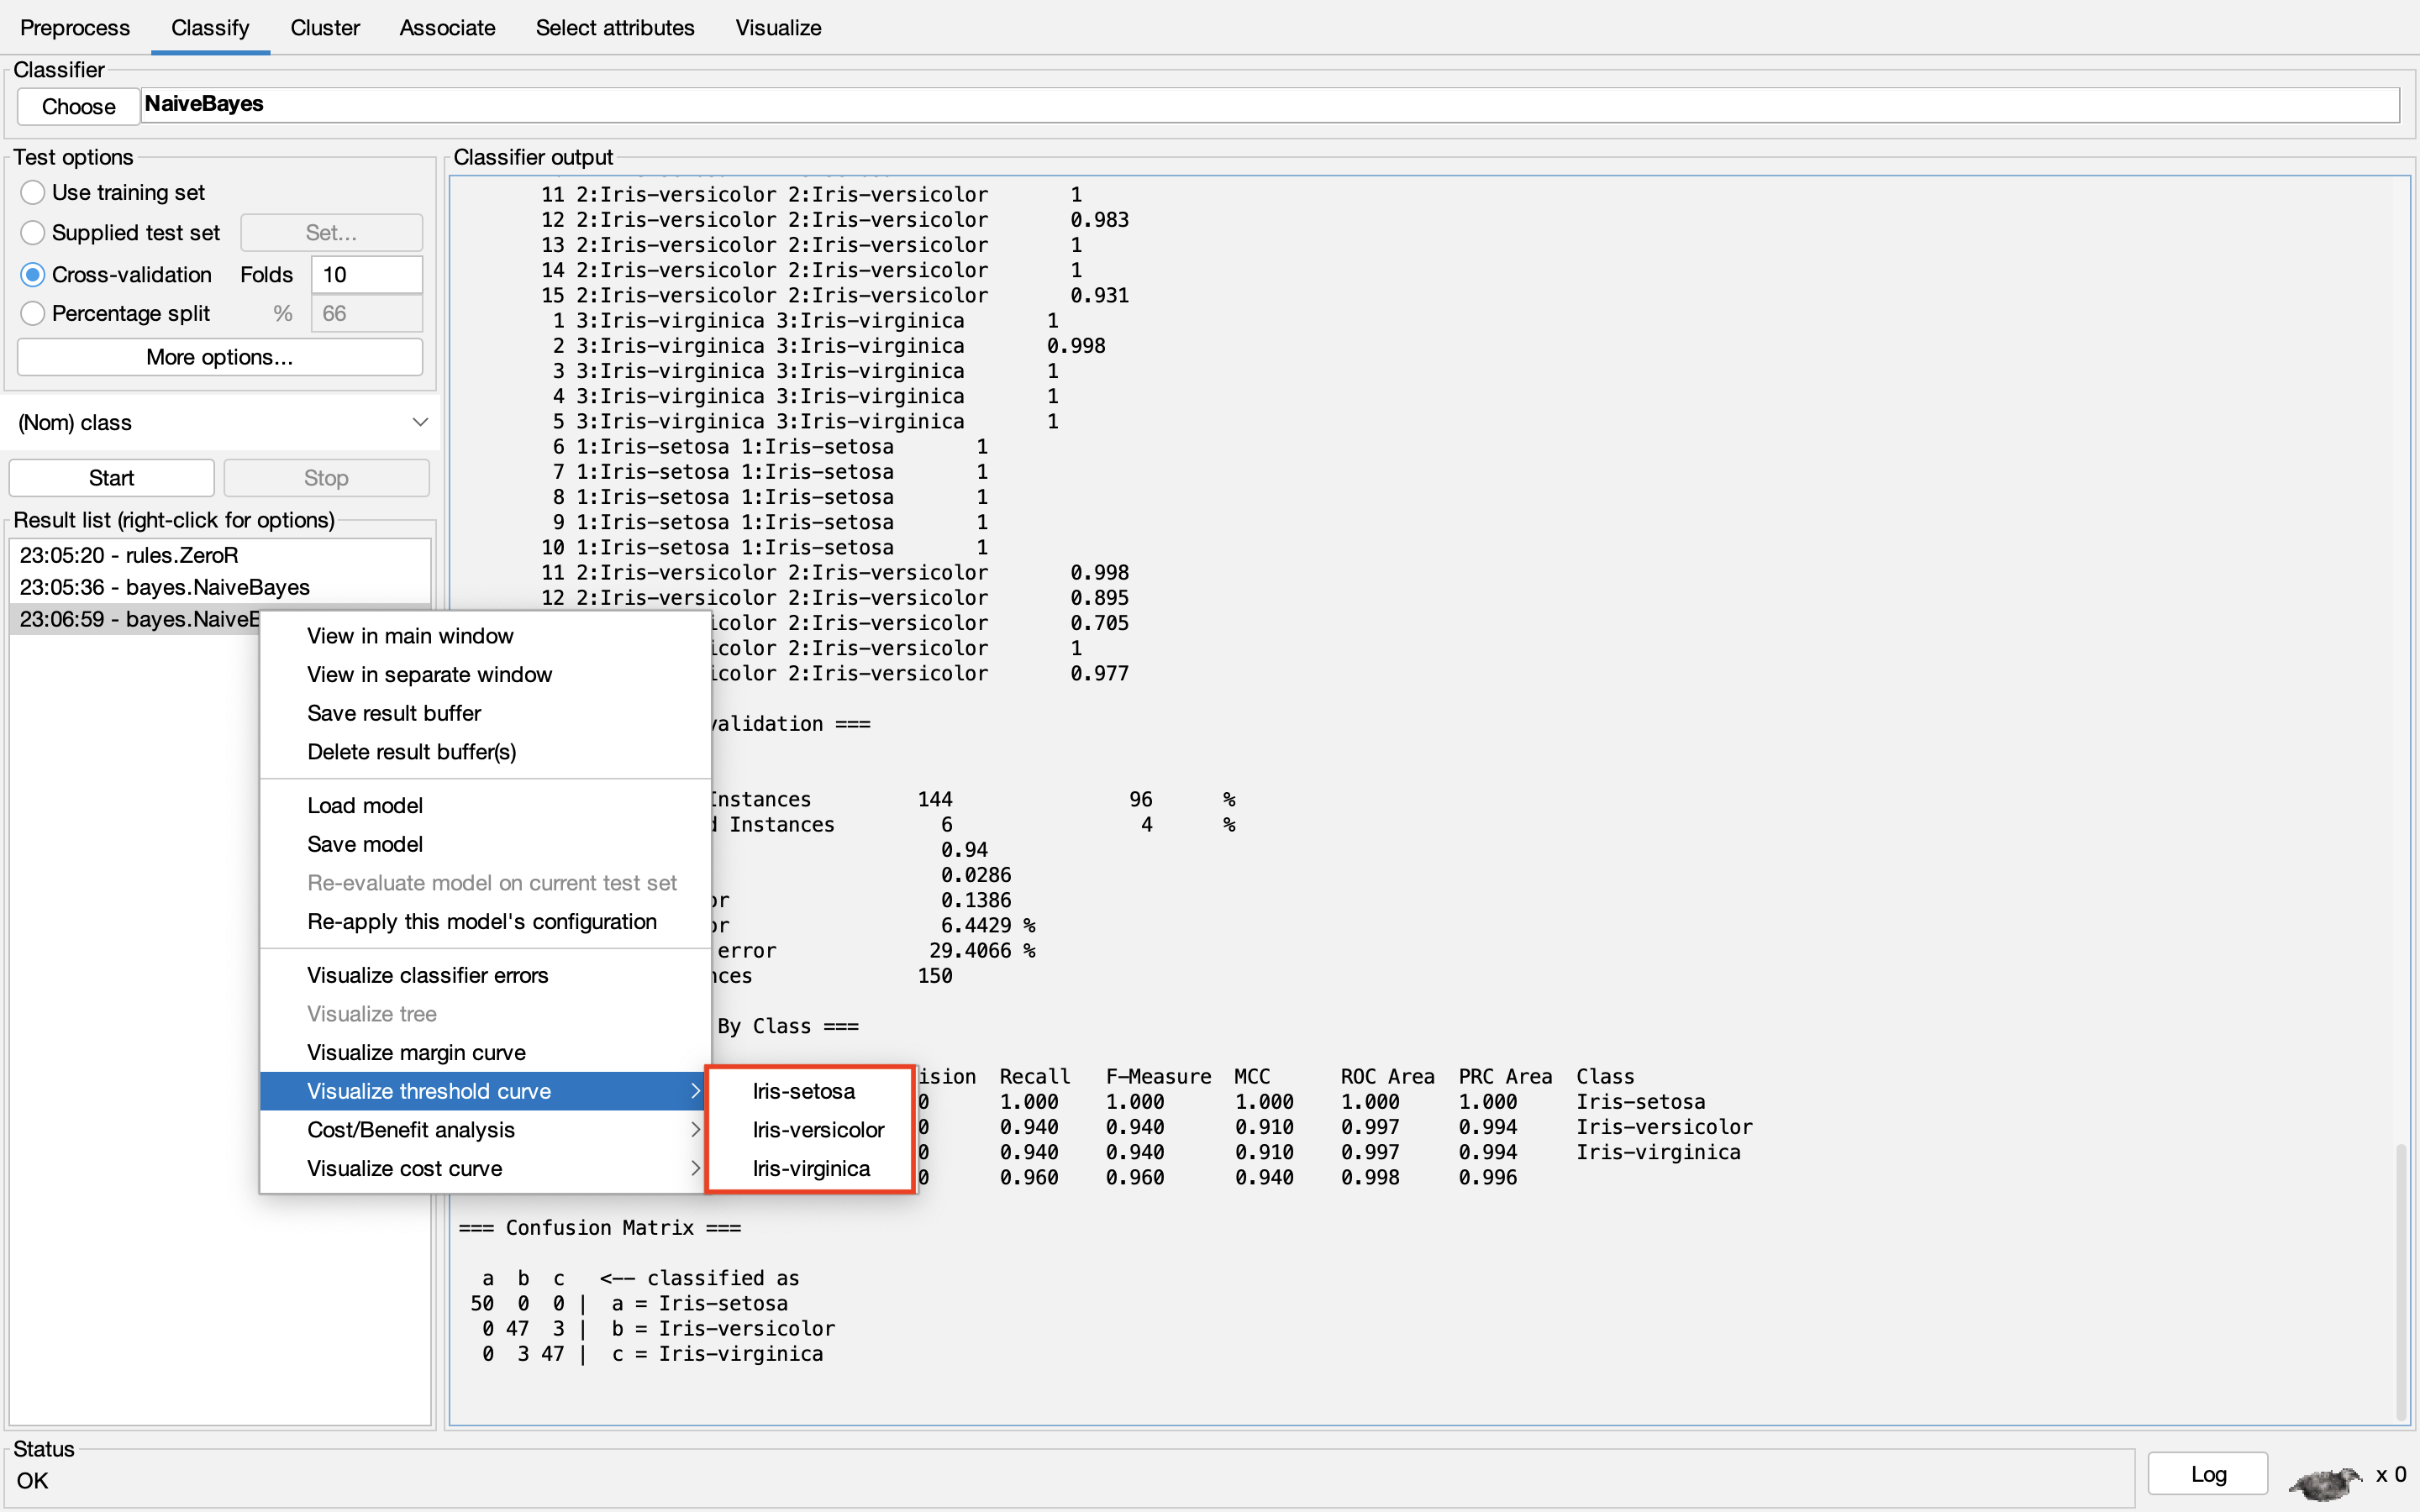 Preprocess Classify Cluster Associate Select attributes Visualize
Classifier
Choose NaiveBayes
Test options
Use training set
Supplied test set Set...
Cross-validation Folds 10
Percentage split % 66
More options...
(Nom) class
Start Stop
Result list (right-click for options)
23:05:20 - rules.ZeroR
23:05:36 - bayes.NaiveBayes
23:06:59 - bayes.NaiveB
View in main window
View in separate window
Save result buffer
Delete result buffer(s)
Load model
Save model
Re-evaluate model on current test set
Re-apply this model's configuration
Visualize classifier errors
Visualize tree
Visualize margin curve
Visualize threshold curve
Cost/Benefit analysis
Visualize cost curve
Iris-setosa
Iris-versicolor
Iris-virginica
Classifier output
11 2:Iris-versicolor 2:Iris-versicolor 1
12 2:Iris-versicolor 2:Iris-versicolor 0.983
13 2:Iris-versicolor 2:Iris-versicolor 1
14 2:Iris-versicolor 2:Iris-versicolor 1
15 2:Iris-versicolor 2:Iris-versicolor 0.931
1 3:Iris-virginica 3:Iris-virginica 1
2 3:Iris-virginica 3:Iris-virginica 0.998
3 3:Iris-virginica 3:Iris-virginica 1
4 3:Iris-virginica 3:Iris-virginica 1
5 3:Iris-virginica 3:Iris-virginica 1
6 1:Iris-setosa 1:Iris-setosa 1
7 1:Iris-setosa 1:Iris-setosa 1
8 1:Iris-setosa 1:Iris-setosa 1
9 1:Iris-setosa 1:Iris-setosa 1
10 1:Iris-setosa 1:Iris-setosa 1
11 2:Iris-versicolor 2:Iris-versicolor 0.998
12 2:Iris-versicolor 2:Iris-versicolor 0.895
icolor 2:Iris-versicolor 0.705
icolor 2:Iris-versicolor 1
icolor 2:Iris-versicolor 0.977
validation ===
Instances 144 96 %
d Instances 6 4 %
0.94
0.0286
or 0.1386
or 6.4429 %
error 29.4066 %
nces 150
By Class ===
ision Recall F-Measure MCC ROC Area PRC Area Class
0 1.000 1.000 1.000 1.000 1.000 Iris-setosa
0 0.940 0.940 0.910 0.997 0.994 Iris-versicolor
0 0.940 0.940 0.910 0.997 0.994 Iris-virginica
0 0.960 0.960 0.940 0.998 0.996
=== Confusion Matrix ===
a b c <-- classified as
50 0 0 | a = Iris-setosa
0 47 3 | b = Iris-versicolor
0 3 47 | c = Iris-virginica
Status
OK
Log x 0